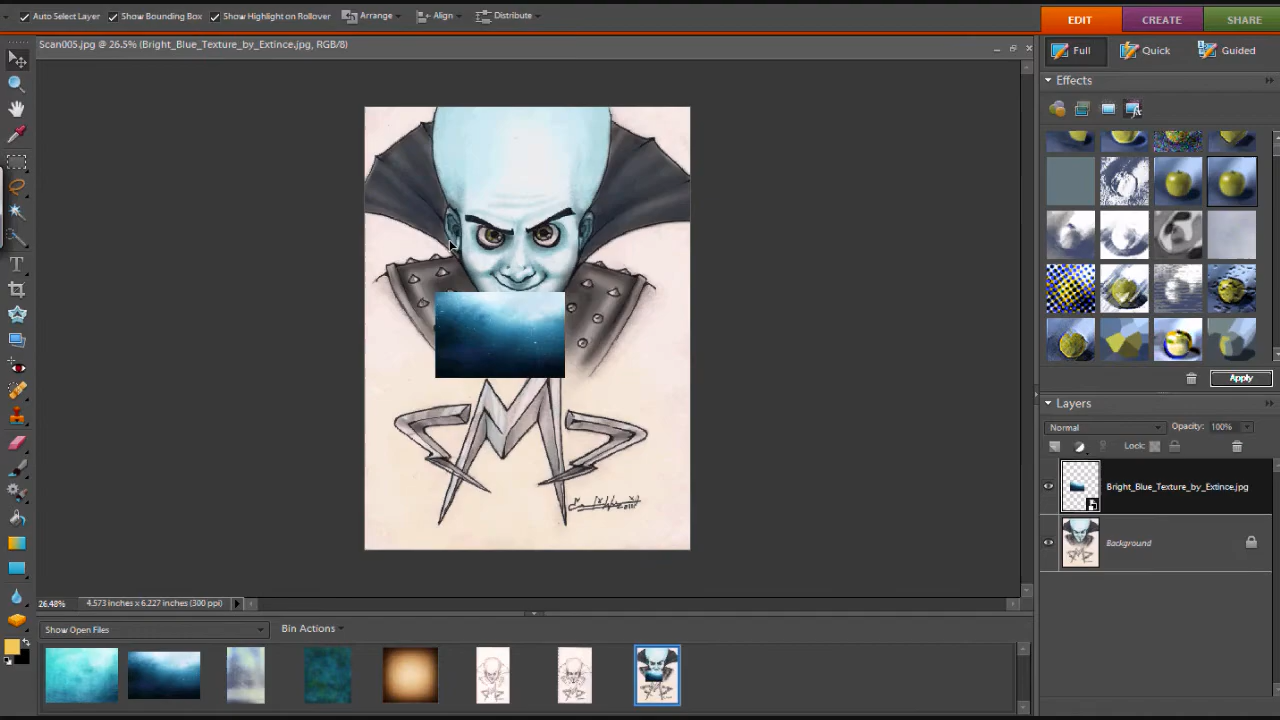 Auto Select Layer Show Bounding Box Show Highlight on Rollover Arrange Align Distribute
EDIT CREATE SHARE
Scan005.jpg @ 26.5% (Bright_Blue_Texture_by_Extince.jpg, RGB/8)
Full Quick Guided
Effects
Apply
Layers
Normal Opacity: 100%
Lock:
Bright_Blue_Texture_by_Extince.jpg
Background
26.48% 4.573 inches x 6.227 inches (300 ppi)
Show Open Files Bin Actions